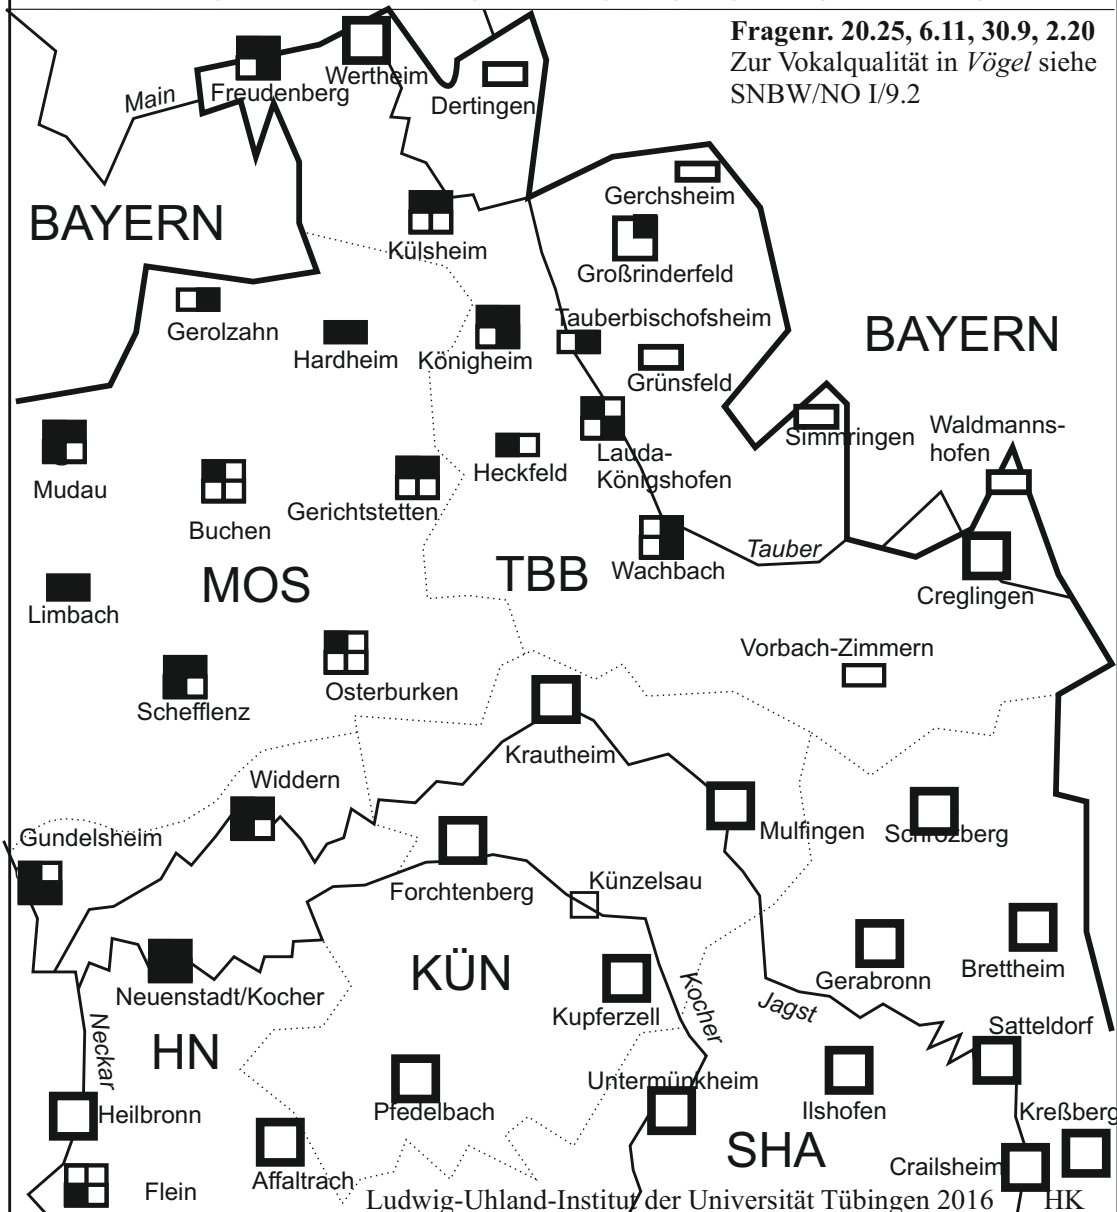 Fragenr. 20.25, 6.11, 30.9, 2.20
Zur Vokalqualität in Vögel siehe
SNBW/NO I/9.2
Wertheim
Freudenberg
Main
Dertingen
Gerchsheim
BAYERN
Külsheim
Großrinderfeld
Gerolzahn
Hardheim
Königheim
Tauberbischofsheim
BAYERN
Grünsfeld
Simmringen
Waldmanns-
hofen
Mudau
Buchen
Gerichtstetten
Heckfeld
Lauda-
Königshofen
Wachbach
Tauber
MOS
TBB
Creglingen
Limbach
Vorbach-Zimmern
Schefflenz
Osterburken
Krautheim
Widdern
Gundelsheim
Mulfingen
Schrozberg
Forchtenberg
Künzelsau
Neuenstadt/Kocher
KÜN
Kupferzell
Kocher
Jagst
Gerabronn
Brettheim
Neckar
HN
Satteldorf
Heilbronn
Pfedelbach
Untermünkheim
Ilshofen
Kreßberg
Affaltrach
SHA
Crailsheim
Flein
Ludwig-Uhland-Institut der Universität Tübingen 2016 HK